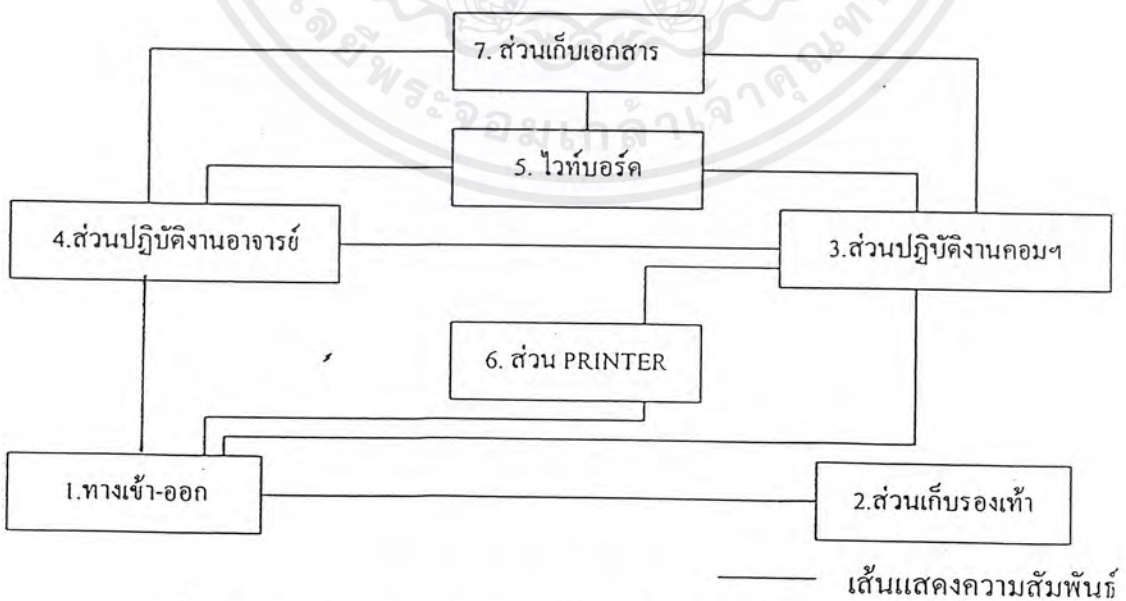 7. ส่วนเก็บเอกสาร
5. ไวท์บอร์ค
4.ส่วนปฏิบัติงานอาจารย์
3.ส่วนปฏิบัติงานคอมฯ
6. ส่วน PRINTER
1.ทางเข้า-ออก
2.ส่วนเก็บรองเท้า
เส้นแสดงความสัมพันธ์